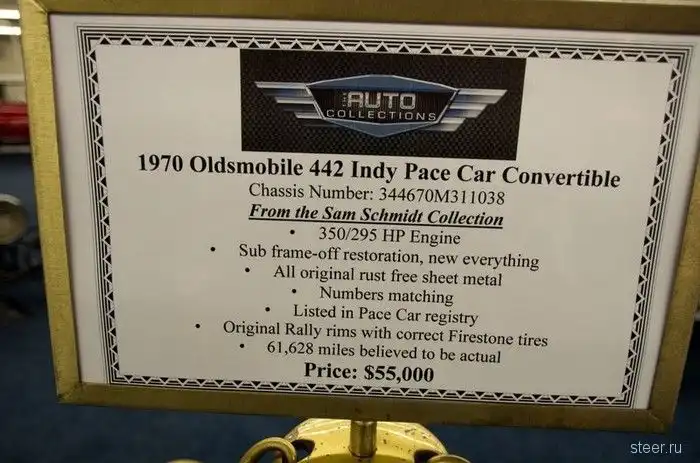 THE
AUTO
COLLECTIONS
1970 Oldsmobile 442 Indy Pace Car Convertible
Chassis Number: 344670M311038
From the Sam Schmidt Collection
• 350/295 HP Engine
• Sub frame-off restoration, new everything
• All original rust free sheet metal
• Numbers matching
• Listed in Pace Car registry
• Original Rally rims with correct Firestone tires
• 61,628 miles believed to be actual
Price: $55,000
steer.ru